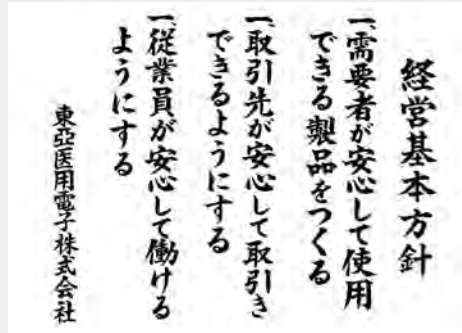 経営基本方針
一、需要者が安心して使用
できる製品をつくる
一、取引先が安心して取引き
できるようにする
一、従業員が安心して働ける
ようにする
東亞医用電子株式会社